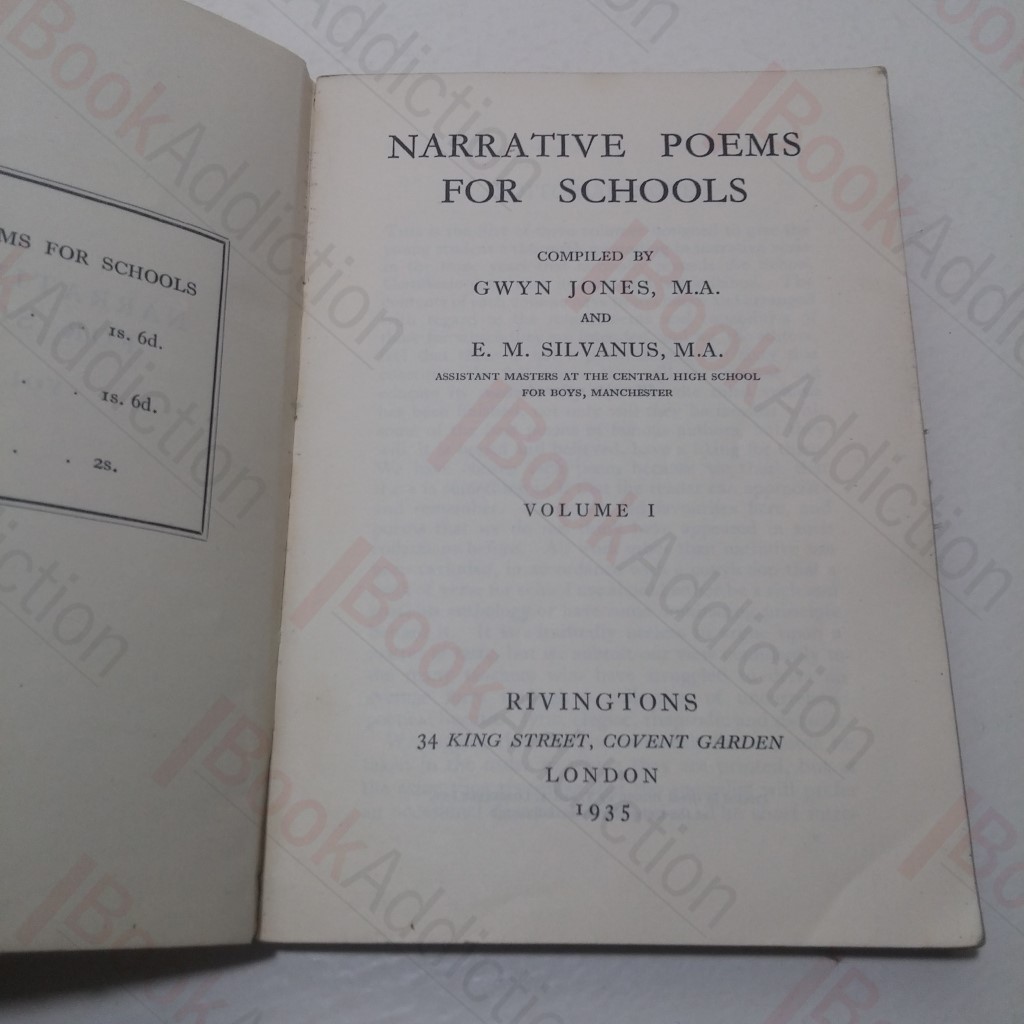 MS FOR SCHOOLS
. . 1s. 6d.
. . 1s. 6d.
. . 2s.
NARRATIVE POEMS
FOR SCHOOLS
COMPILED BY
GWYN JONES, M.A.
AND
E. M. SILVANUS, M.A.
ASSISTANT MASTERS AT THE CENTRAL HIGH SCHOOL
FOR BOYS, MANCHESTER
VOLUME I
RIVINGTONS
34 KING STREET, COVENT GARDEN
LONDON
1935
BookAddiction